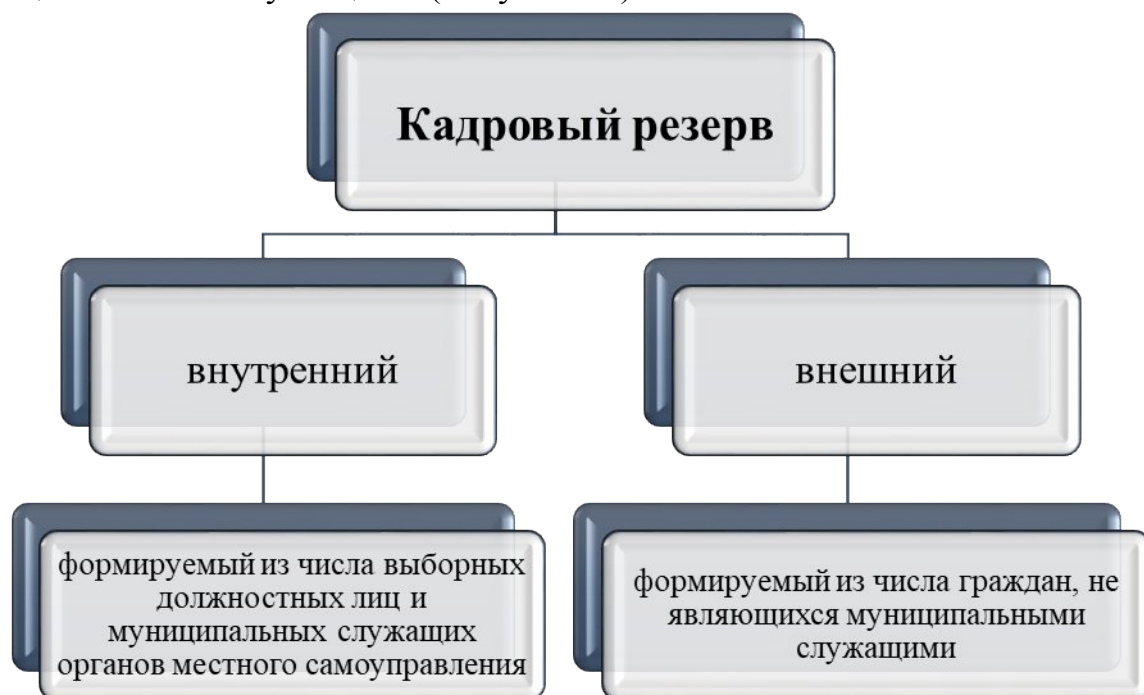 Кадровый резерв
внутренний
внешний
формируемый из числа выборных
должностных лиц и
муниципальных служащих
органов местного самоуправления
формируемый из числа граждан, не
являющихся муниципальными
служащими